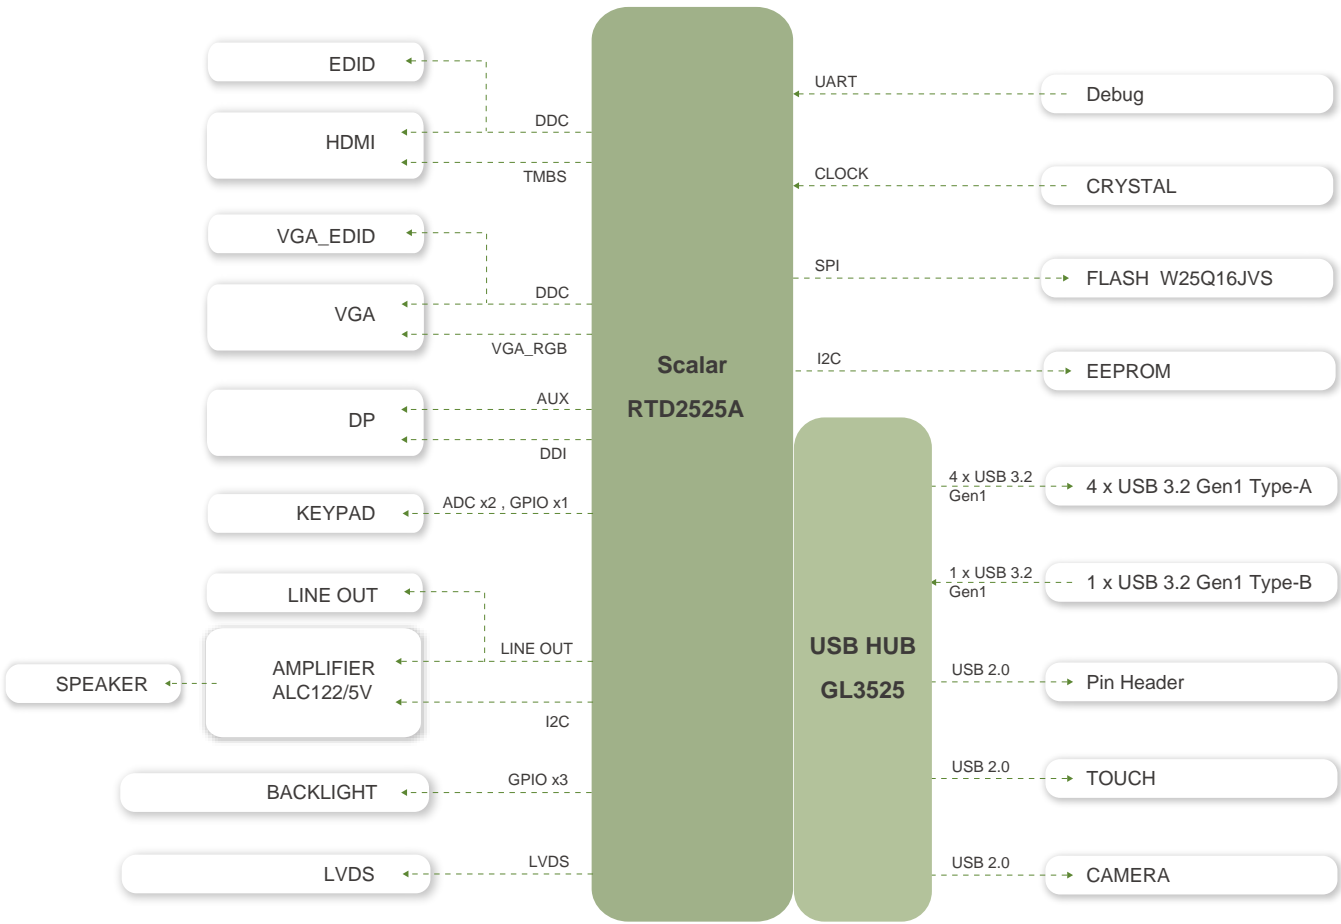 EDID
DDC
HDMI
TMBS
VGA_EDID
DDC
VGA
VGA_RGB
AUX
DP
DDI
KEYPAD
ADC x2 , GPIO x1
LINE OUT
LINE OUT
AMPLIFIER
ALC122/5V
SPEAKER
I2C
GPIO x3
BACKLIGHT
LVDS
LVDS
Scalar
RTD2525A
UART
Debug
CLOCK
CRYSTAL
SPI
FLASH W25Q16JVS
I2C
EEPROM
USB HUB
GL3525
4 x USB 3.2
Gen1
4 x USB 3.2 Gen1 Type-A
1 x USB 3.2
Gen1
1 x USB 3.2 Gen1 Type-B
USB 2.0
Pin Header
USB 2.0
TOUCH
USB 2.0
CAMERA